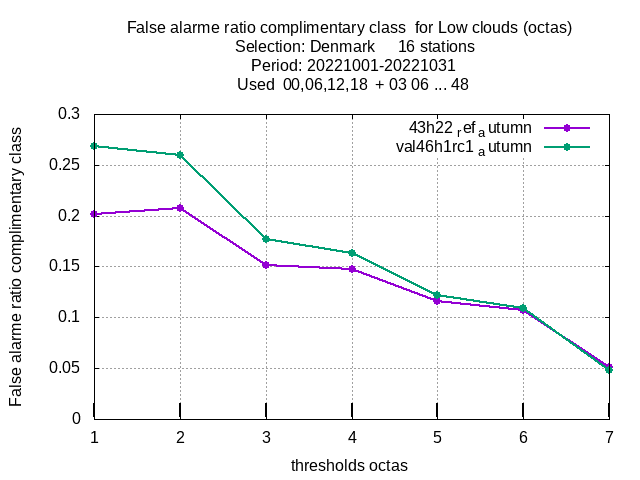 False alarme ratio complimentary class  for Low clouds (octas)
Selection: Denmark     16 stations
Period: 20221001-20221031
Used  00,06,12,18  + 03 06 ... 48
False alarme ratio complimentary class
0.3
0.25
0.2
0.15
0.1
0.05
0
43h22_ref_autumn
val46h1rc1_autumn
1 2 3 4 5 6 7
thresholds octas